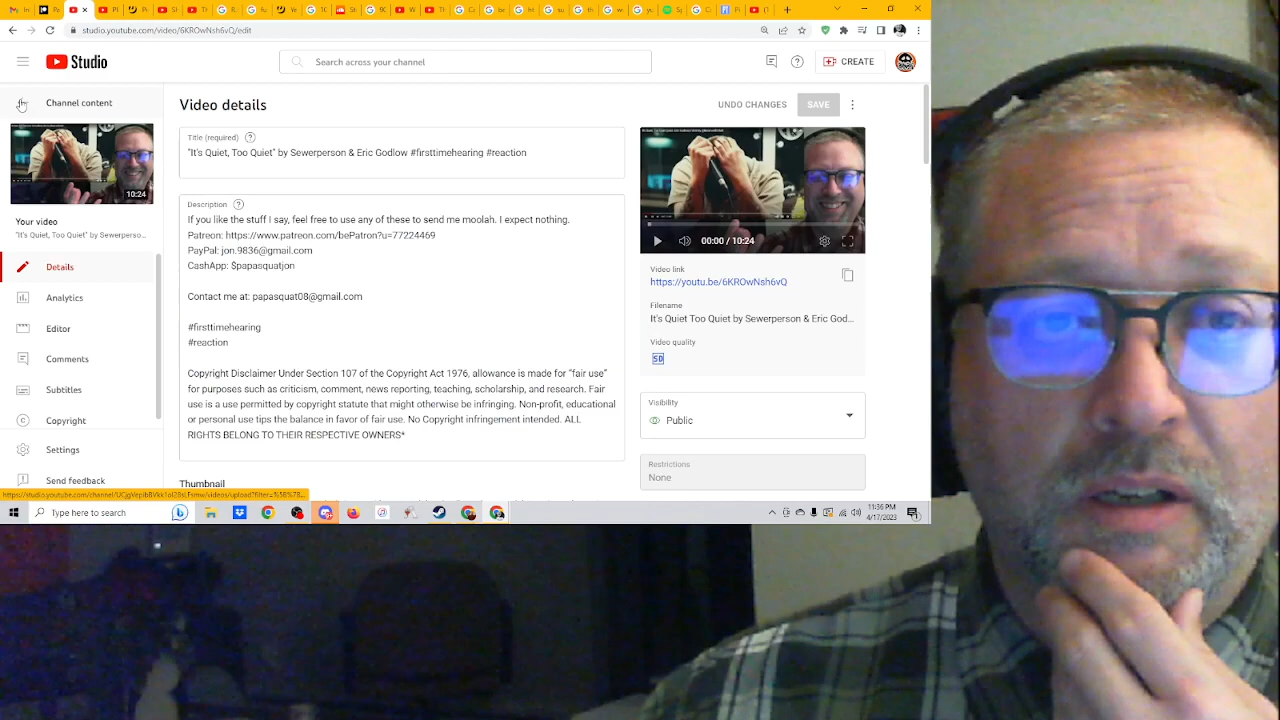 studio.youtube.com/video/6KROwNsh6vQ/edit
Studio
Search across your channel
CREATE
Channel content
Video details
UNDO CHANGES
SAVE
10:24
Your video
"It's Quiet, Too Quiet" by Sewerperso...
Details
Analytics
Editor
Comments
Subtitles
Copyright
Settings
Send feedback
Title (required)
"It's Quiet, Too Quiet" by Sewerperson & Eric Godlow #firsttimehearing #reaction
Description
If you like the stuff I say, feel free to use any of these to send me moolah. I expect nothing.
Patreon: https://www.patreon.com/bePatron?u=77224469
PayPal: jon.9836@gmail.com
CashApp: $papasquatjon
Contact me at: papasquat08@gmail.com
#firsttimehearing
#reaction
Copyright Disclaimer Under Section 107 of the Copyright Act 1976, allowance is made for "fair use"
for purposes such as criticism, comment, news reporting, teaching, scholarship, and research. Fair
use is a use permitted by copyright statute that might otherwise be infringing. Non-profit, educational
or personal use tips the balance in favor of fair use. No Copyright infringement intended. ALL
RIGHTS BELONG TO THEIR RESPECTIVE OWNERS*
Thumbnail
00:00 / 10:24
Video link
https://youtu.be/6KROwNsh6vQ
Filename
It's Quiet Too Quiet by Sewerperson & Eric God...
Video quality
SD
Visibility
Public
Restrictions
None
Type here to search
11:36 PM
4/17/2023